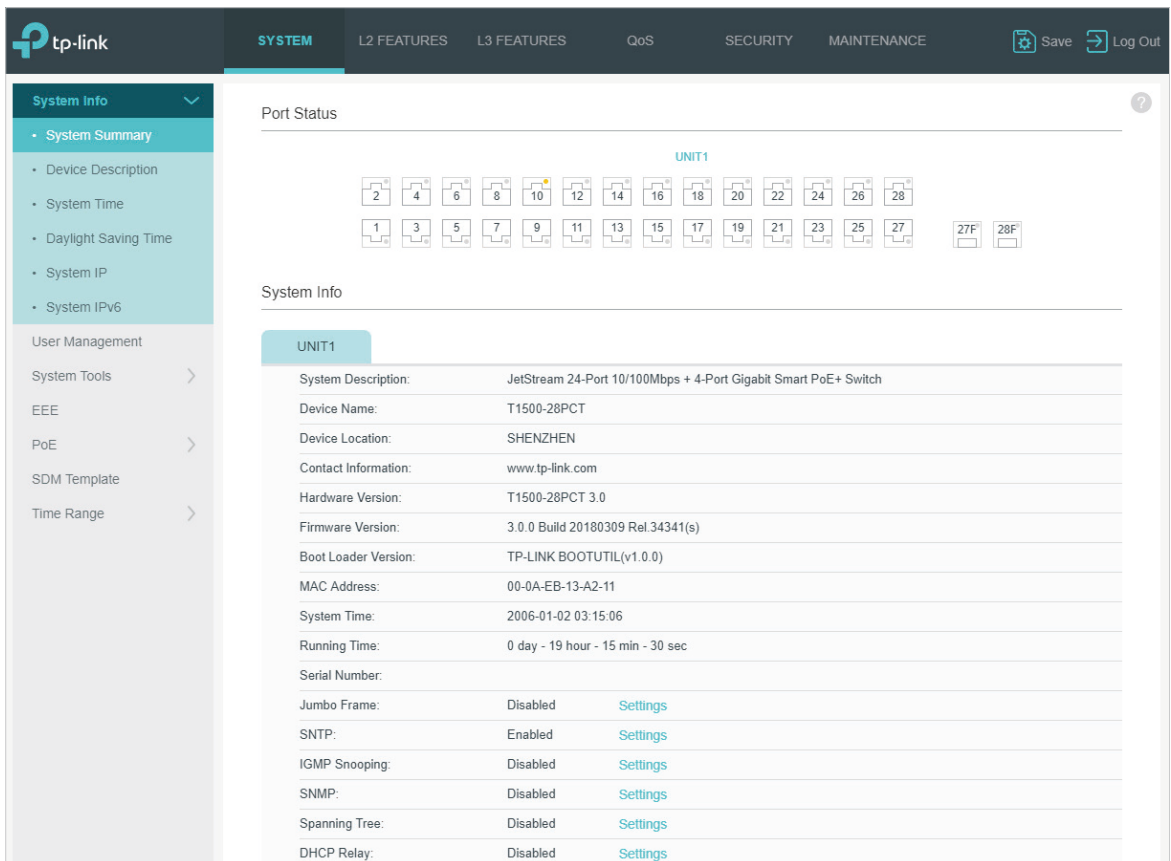 tp-link
SYSTEM L2 FEATURES L3 FEATURES QoS SECURITY MAINTENANCE Save Log Out
System Info
• System Summary
• Device Description
• System Time
• Daylight Saving Time
• System IP
• System IPv6
User Management
System Tools
EEE
PoE
SDM Template
Time Range
Port Status
?
UNIT1
2 4 6 8 10 12 14 16 18 20 22 24 26 28
1 3 5 7 9 11 13 15 17 19 21 23 25 27 27F 28F
System Info
UNIT1
System Description: JetStream 24-Port 10/100Mbps + 4-Port Gigabit Smart PoE+ Switch
Device Name: T1500-28PCT
Device Location: SHENZHEN
Contact Information: www.tp-link.com
Hardware Version: T1500-28PCT 3.0
Firmware Version: 3.0.0 Build 20180309 Rel.34341(s)
Boot Loader Version: TP-LINK BOOTUTIL(v1.0.0)
MAC Address: 00-0A-EB-13-A2-11
System Time: 2006-01-02 03:15:06
Running Time: 0 day - 19 hour - 15 min - 30 sec
Serial Number:
Jumbo Frame: Disabled Settings
SNTP: Enabled Settings
IGMP Snooping: Disabled Settings
SNMP: Disabled Settings
Spanning Tree: Disabled Settings
DHCP Relay: Disabled Settings